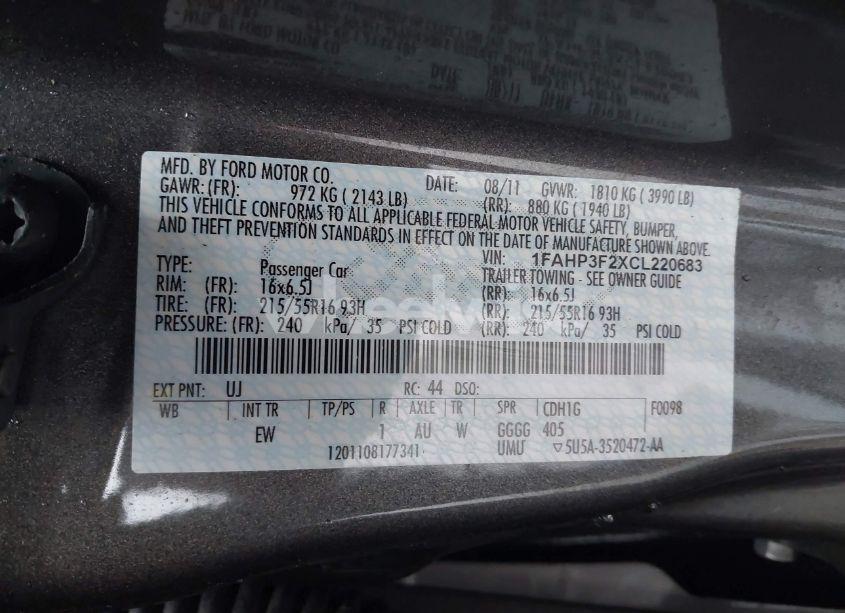 MFD. BY FORD MOTOR CO.
DATE: 08/11 GVWR: 1810 KG ( 3990 LB)
GAWR: (FR): 972 KG ( 2143 LB) (RR): 880 KG ( 1940 LB)
THIS VEHICLE CONFORMS TO ALL APPLICABLE FEDERAL MOTOR VEHICLE SAFETY, BUMPER,
AND THEFT PREVENTION STANDARDS IN EFFECT ON THE DATE OF MANUFACTURE SHOWN ABOVE.
VIN: 1FAHP3F2XCL220683
TYPE: Passenger Car TRAILER TOWING - SEE OWNER GUIDE
RIM: (FR): 16x6.5J (RR): 16x6.5J
TIRE: (FR): 215/55R16 93H (RR): 215/55R16 93H
PRESSURE: (FR): 240 kPa/ 35 PSI COLD (RR): 240 kPa/ 35 PSI COLD
EXT PNT: UJ RC: 44 DSO:
WB INT TR TP/PS R AXLE TR SPR CDH1G F0098
EW 1 AU W GGGG 405
1201108177341 UMU ▽5U5A-3520472-AA